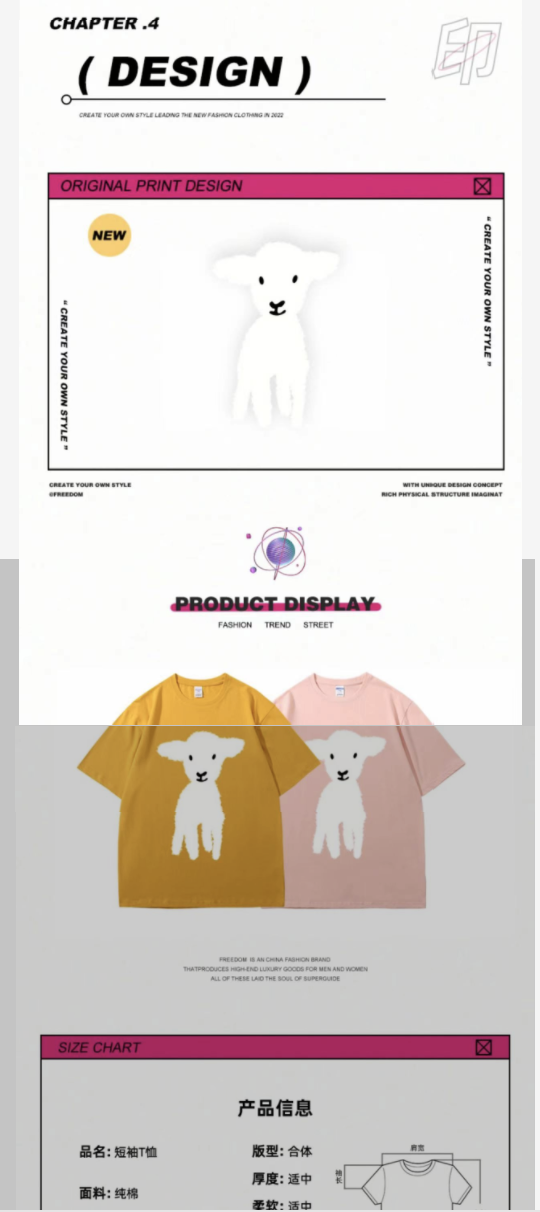 CHAPTER .4
( DESIGN )
印
CREATE YOUR OWN STYLE LEADING THE NEW FASHION CLOTHING IN 2022
ORIGINAL PRINT DESIGN
NEW
“ CREATE YOUR OWN STYLE ”
“ CREATE YOUR OWN STYLE ”
CREATE YOUR OWN STYLE
@FREEDOM
WITH UNIQUE DESIGN CONCEPT
RICH PHYSICAL STRUCTURE IMAGINAT
PRODUCT DISPLAY
FASHION TREND STREET
FREEDOM IS AN CHINA FASHION BRAND
THATPRODUCES HIGH-END LUXURY GOODS FOR MEN AND WOMEN
ALL OF THESE LAID THE SOUL OF SUPERGUIDE
SIZE CHART
产品信息
品名: 短袖T恤
版型: 合体
肩宽
厚度: 适中
袖长
面料: 纯棉
柔软: 适中